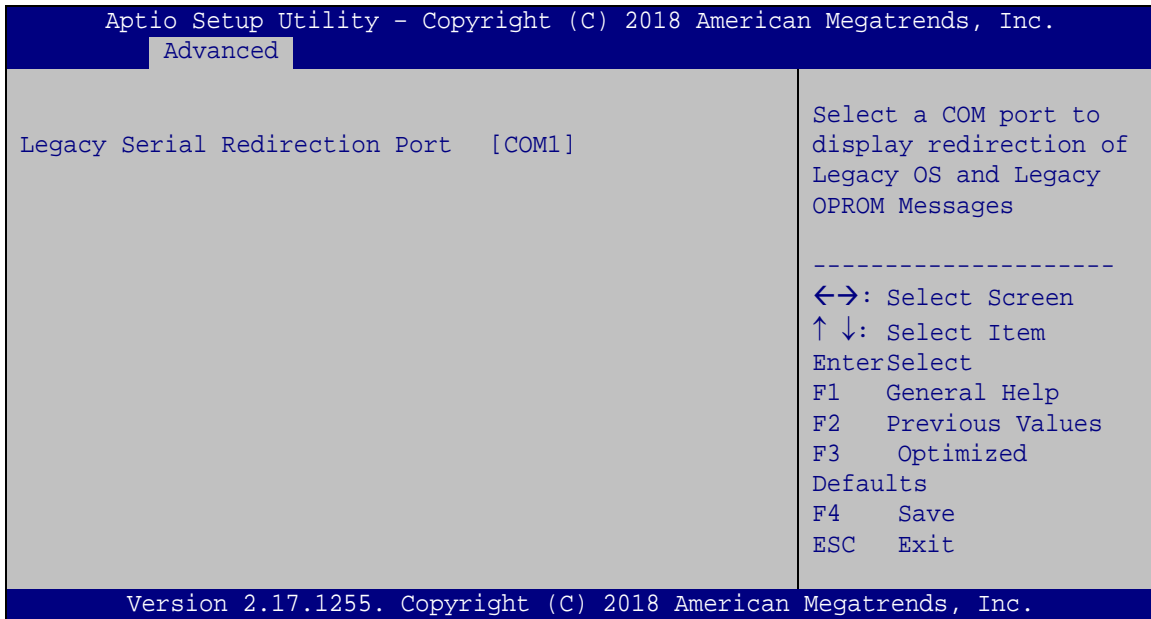 Aptio Setup Utility – Copyright (C) 2018 American Megatrends, Inc.
Advanced
Legacy Serial Redirection Port [COM1]
Select a COM port to
display redirection of
Legacy OS and Legacy
OPROM Messages
---------------------
←→: Select Screen
↑ ↓: Select Item
EnterSelect
F1 General Help
F2 Previous Values
F3 Optimized
Defaults
F4 Save
ESC Exit
Version 2.17.1255. Copyright (C) 2018 American Megatrends, Inc.